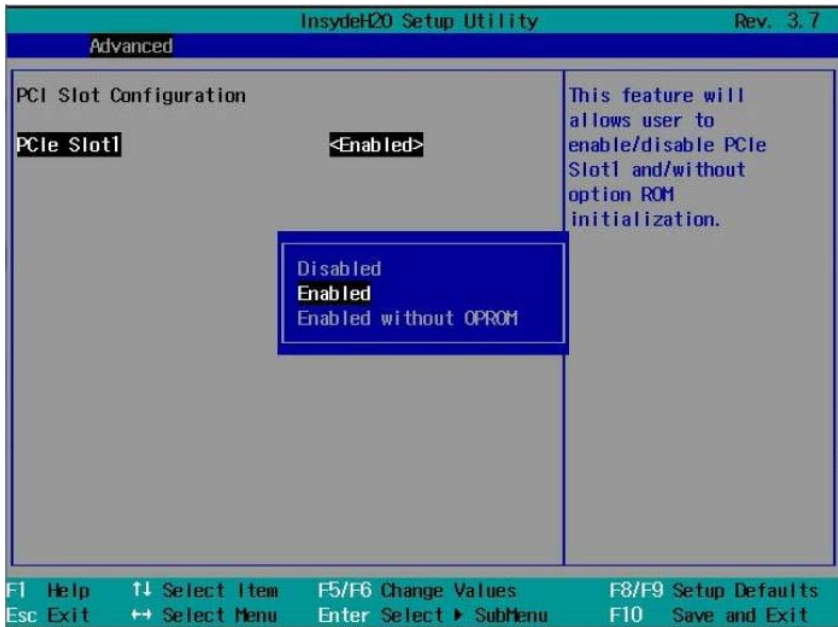 InsydeH2O Setup Utility Rev. 3.7
Advanced
PCI Slot Configuration
PCIe Slot1 <Enabled>
This feature will
allows user to
enable/disable PCIe
Slot1 and/without
option ROM
initialization.
Disabled
Enabled
Enabled without OPROM
F1 Help ↑↓ Select Item F5/F6 Change Values F8/F9 Setup Defaults
Esc Exit ↔ Select Menu Enter Select ▶ SubMenu F10 Save and Exit